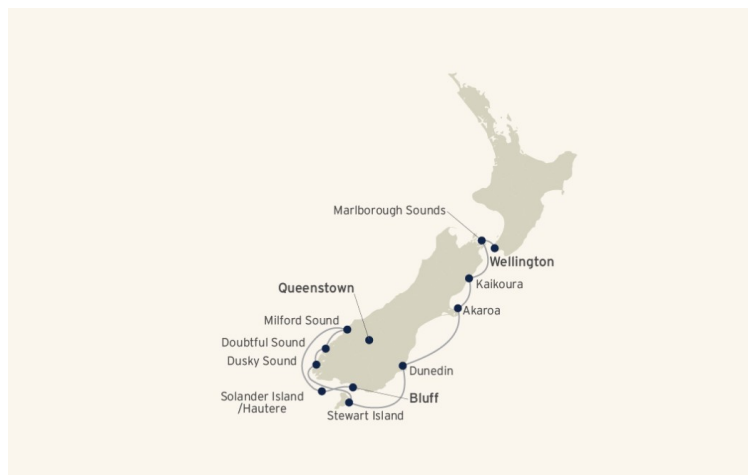 Marlborough Sounds
Wellington
Kaikoura
Queenstown
Akaroa
Milford Sound
Doubtful Sound
Dusky Sound
Dunedin
Solander Island
/Hautere
Bluff
Stewart Island